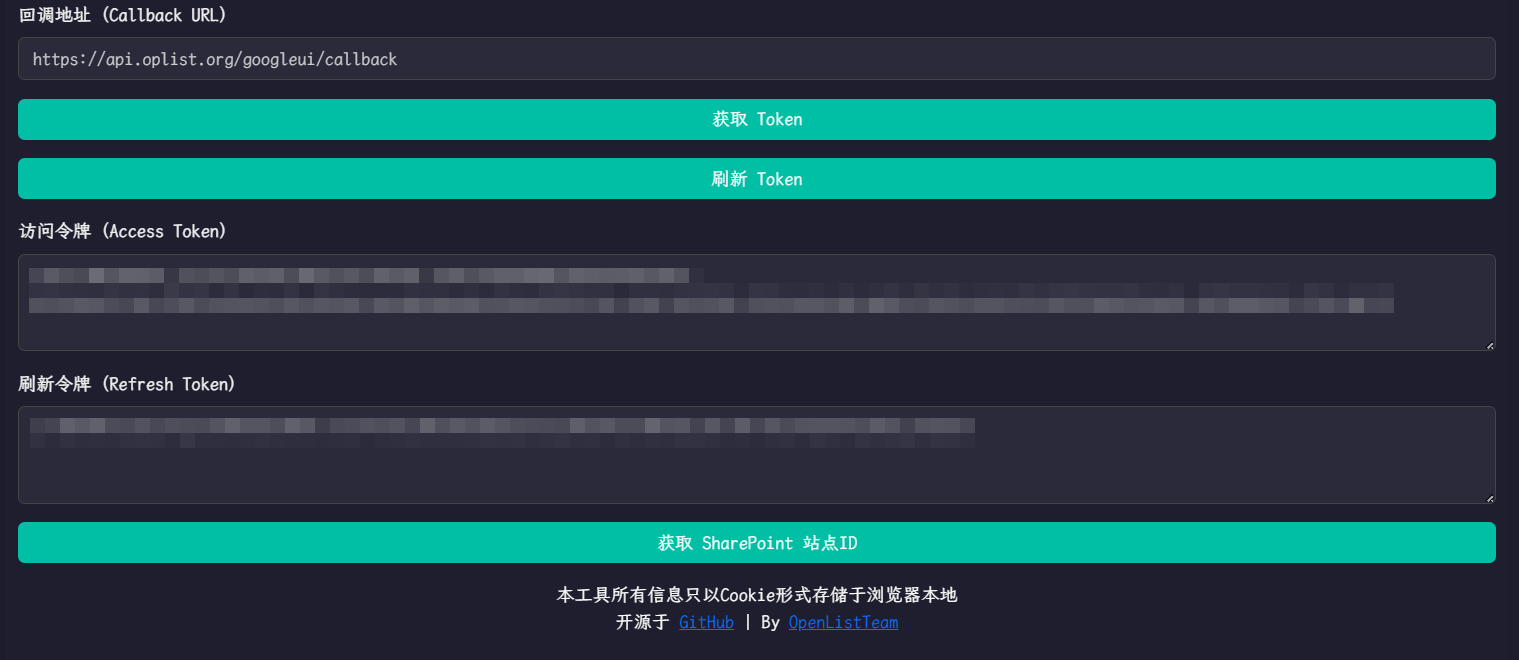 回调地址 (Callback URL)
https://api.oplist.org/googleui/callback
获取 Token
刷新 Token
访问令牌 (Access Token)
刷新令牌 (Refresh Token)
获取 SharePoint 站点ID
本工具所有信息只以Cookie形式存储于浏览器本地
开源于 GitHub | By OpenListTeam